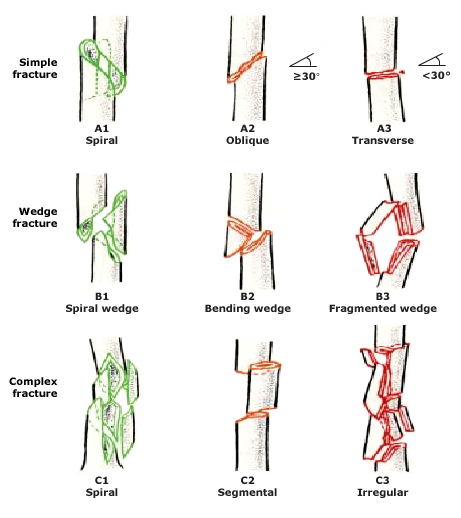 Simple
fracture
≥30°
<30°
A1
Spiral
A2
Oblique
A3
Transverse
Wedge
fracture
B1
Spiral wedge
B2
Bending wedge
B3
Fragmented wedge
Complex
fracture
C1
Spiral
C2
Segmental
C3
Irregular